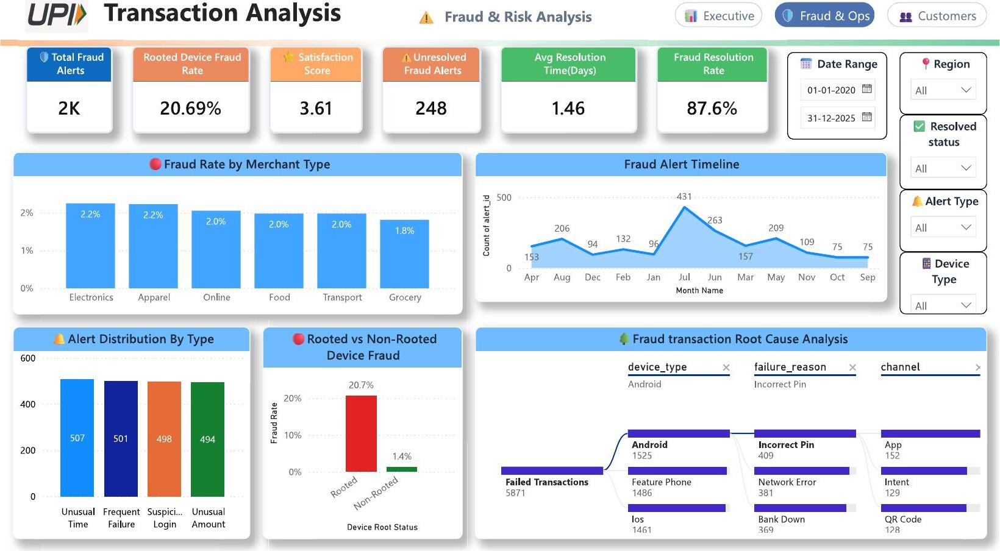 UPI
Transaction Analysis
Fraud & Risk Analysis
Executive
Fraud & Ops
Customers
Total Fraud
Alerts
2K
Rooted Device Fraud
Rate
20.69%
Satisfaction
Score
3.61
Unresolved
Fraud Alerts
248
Avg Resolution
Time(Days)
1.46
Fraud Resolution
Rate
87.6%
Date Range
01-01-2020
31-12-2025
Region
All
Resolved
status
All
Alert Type
All
Device
Type
All
Fraud Rate by Merchant Type
2%
1%
0%
2.2%
2.2%
2.0%
2.0%
2.0%
1.8%
Electronics
Apparel
Online
Food
Transport
Grocery
Fraud Alert Timeline
Count of alert_id
500
0
153
206
94
132
96
431
263
157
209
109
75
75
Apr
Aug
Dec
Feb
Jan
Jul
Jun
Mar
May
Nov
Oct
Sep
Month Name
Alert Distribution By Type
600
400
200
0
507
501
498
494
Unusual
Time
Frequent
Failure
Suspici...
Login
Unusual
Amount
Rooted vs Non-Rooted
Device Fraud
Fraud Rate
20%
10%
0%
20.7%
1.4%
Rooted
Non-Rooted
Device Root Status
Fraud transaction Root Cause Analysis
device_type
Android
failure_reason
Incorrect Pin
channel
Failed Transactions
5871
Android
1525
Feature Phone
1486
Ios
1461
Incorrect Pin
409
Network Error
381
Bank Down
369
App
152
Intent
129
QR Code
128